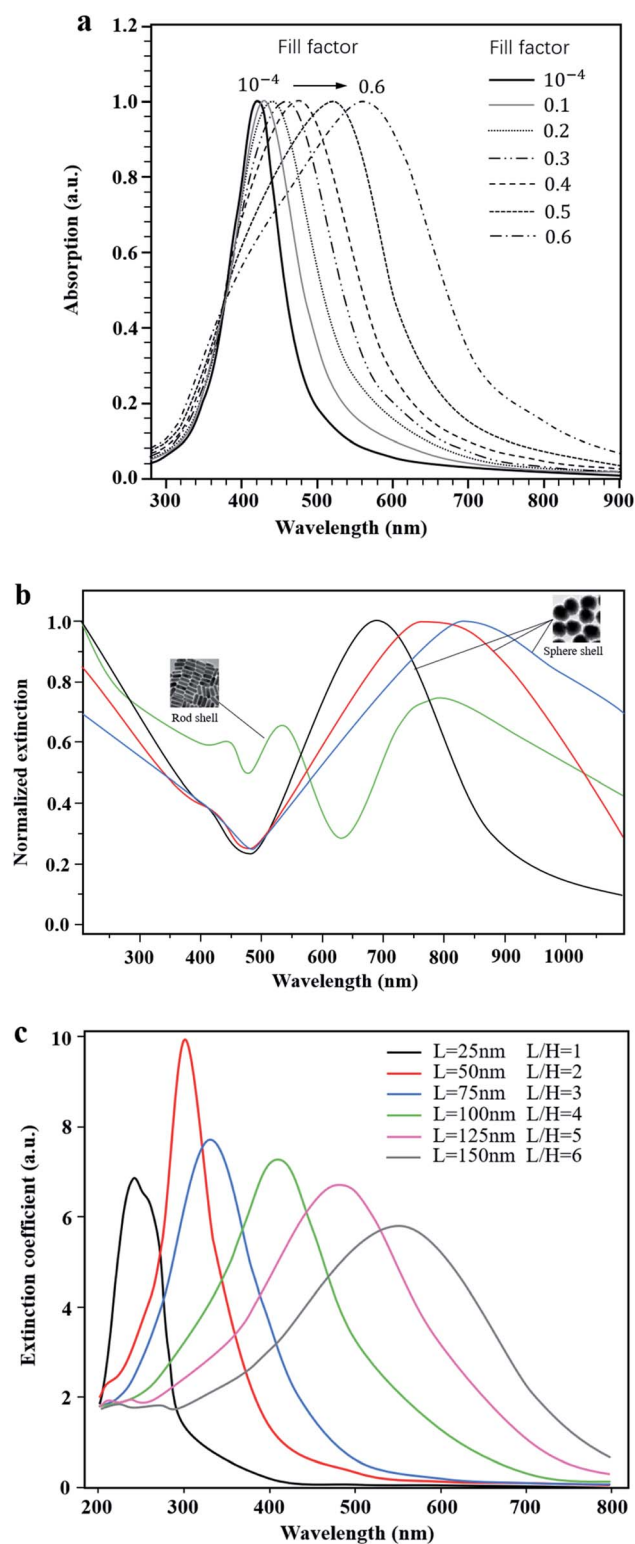 a
1.2
1.0
0.8
0.6
0.4
0.2
0.0
Absorption (a.u.)
Fill factor
10⁻⁴ 0.6
Fill factor
10⁻⁴
0.1
0.2
0.3
0.4
0.5
0.6
300 400 500 600 700 800 900
Wavelength (nm)
b
1.0
0.8
0.6
0.4
0.2
0.0
Normalized extinction
Rod shell
Sphere shell
300 400 500 600 700 800 900 1000
Wavelength (nm)
c
10
8
6
4
2
0
Extinction coefficient (a.u.)
L=25nm L/H=1
L=50nm L/H=2
L=75nm L/H=3
L=100nm L/H=4
L=125nm L/H=5
L=150nm L/H=6
200 300 400 500 600 700 800
Wavelength (nm)